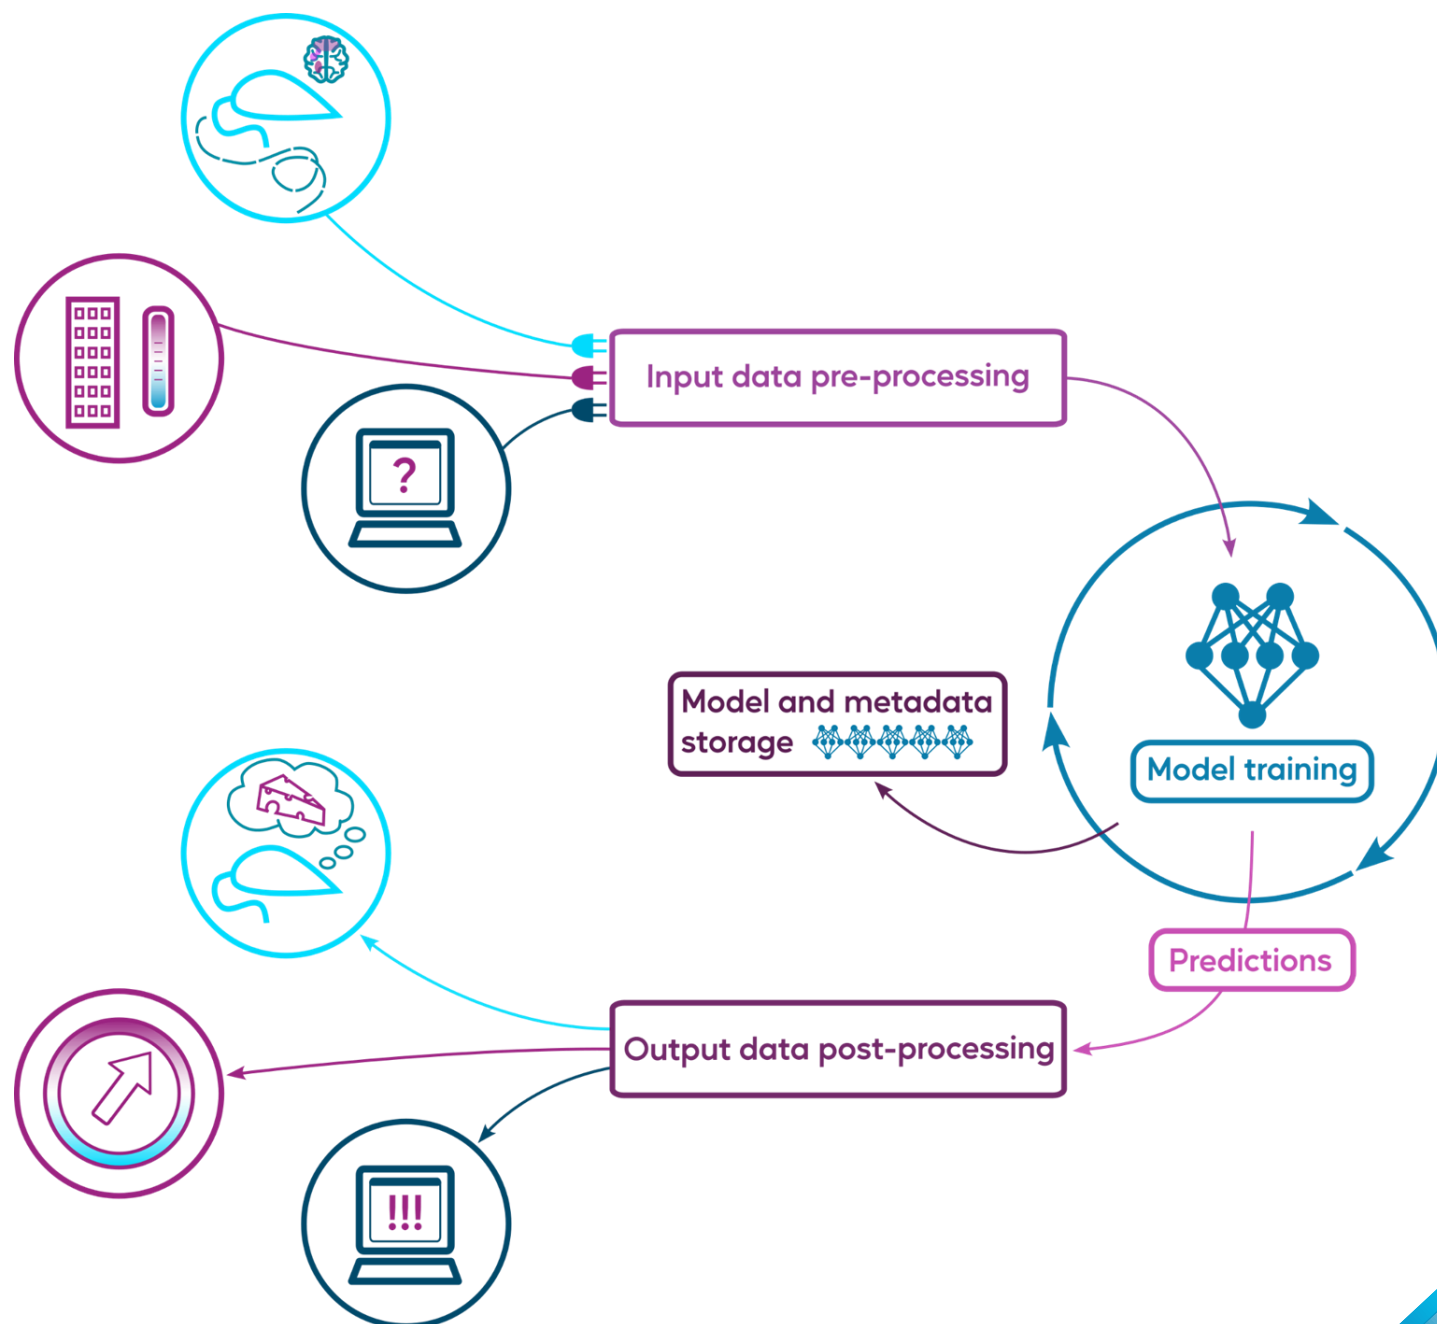 ?
Input data pre-processing
Model and metadata
storage
Model training
Predictions
Output data post-processing
!!!